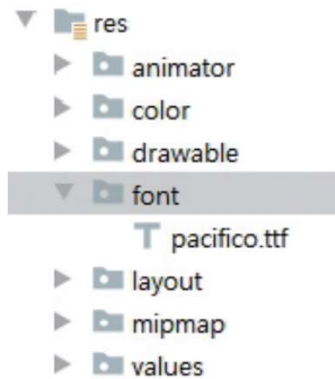 res
animator
color
drawable
font
pacifico.ttf
layout
mipmap
values